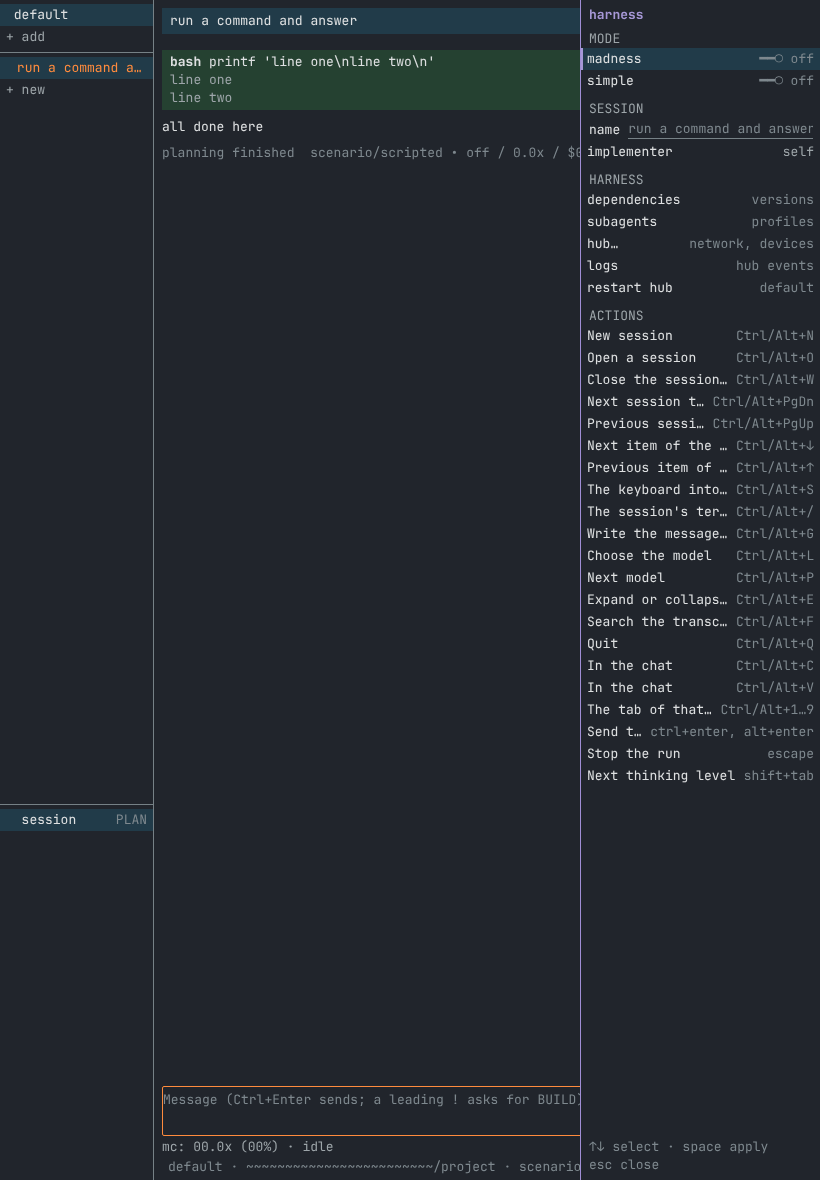 default
+ add
run a command a…
+ new
session PLAN
run a command and answer
bash printf 'line one\nline two\n'
line one
line two
all done here
planning finished scenario/scripted • off / 0.0x / $0
Message (Ctrl+Enter sends; a leading ! asks for BUILD)
mc: 00.0x (00%) · idle
default · ~~~~~~~~~~~~~~~~~~~~~~~~/project · scenario
harness
MODE
madness off
simple off
SESSION
name run a command and answer
implementer self
HARNESS
dependencies versions
subagents profiles
hub… network, devices
logs hub events
restart hub default
ACTIONS
New session Ctrl/Alt+N
Open a session Ctrl/Alt+O
Close the session… Ctrl/Alt+W
Next session t… Ctrl/Alt+PgDn
Previous sessi… Ctrl/Alt+PgUp
Next item of the … Ctrl/Alt+↓
Previous item of … Ctrl/Alt+↑
The keyboard into… Ctrl/Alt+S
The session's ter… Ctrl/Alt+/
Write the message… Ctrl/Alt+G
Choose the model Ctrl/Alt+L
Next model Ctrl/Alt+P
Expand or collaps… Ctrl/Alt+E
Search the transc… Ctrl/Alt+F
Quit Ctrl/Alt+Q
In the chat Ctrl/Alt+C
In the chat Ctrl/Alt+V
The tab of that… Ctrl/Alt+1…9
Send t… ctrl+enter, alt+enter
Stop the run escape
Next thinking level shift+tab
↑↓ select · space apply
esc close